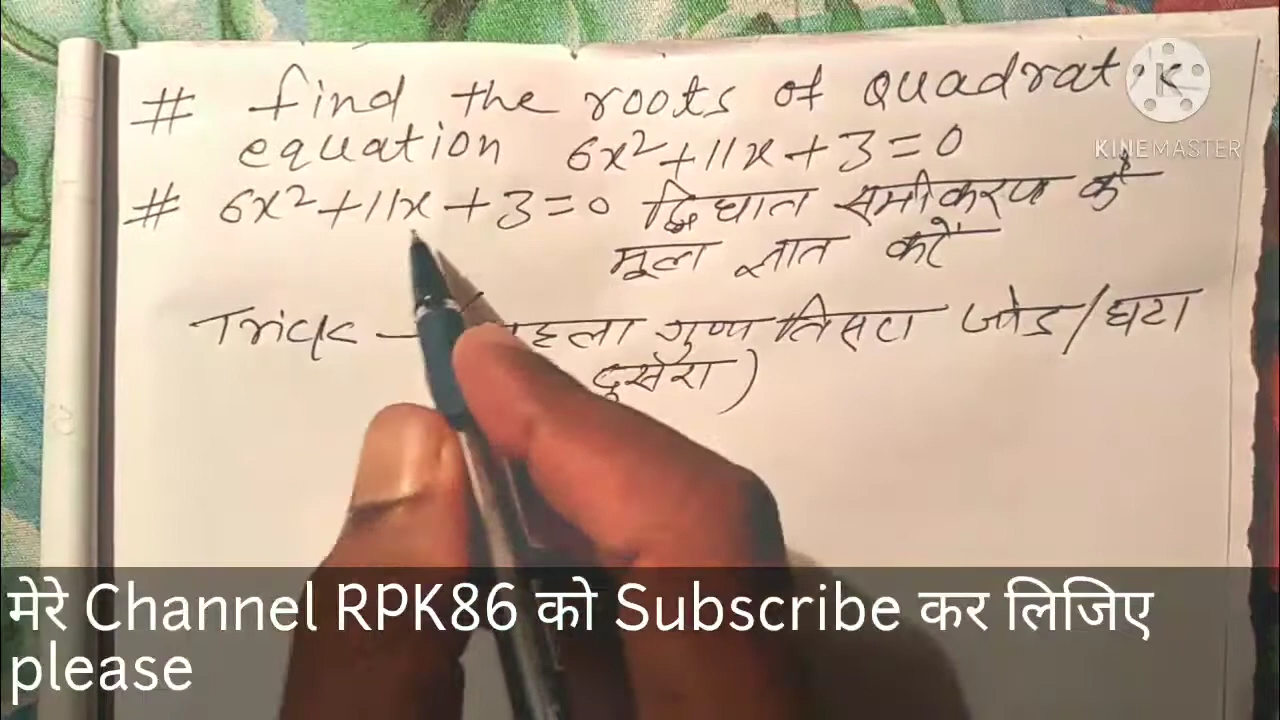 # find the roots of quadrat
equation 6x²+11x+3=0
# 6x²+11x+3=0 द्विघात समीकरण के
मूल ज्ञात करें
Trick - गुणा तिसरा जोड/घटा
दुसरा)
K
KINEMASTER
मेरे Channel RPK86 को Subscribe कर लिजिए
please